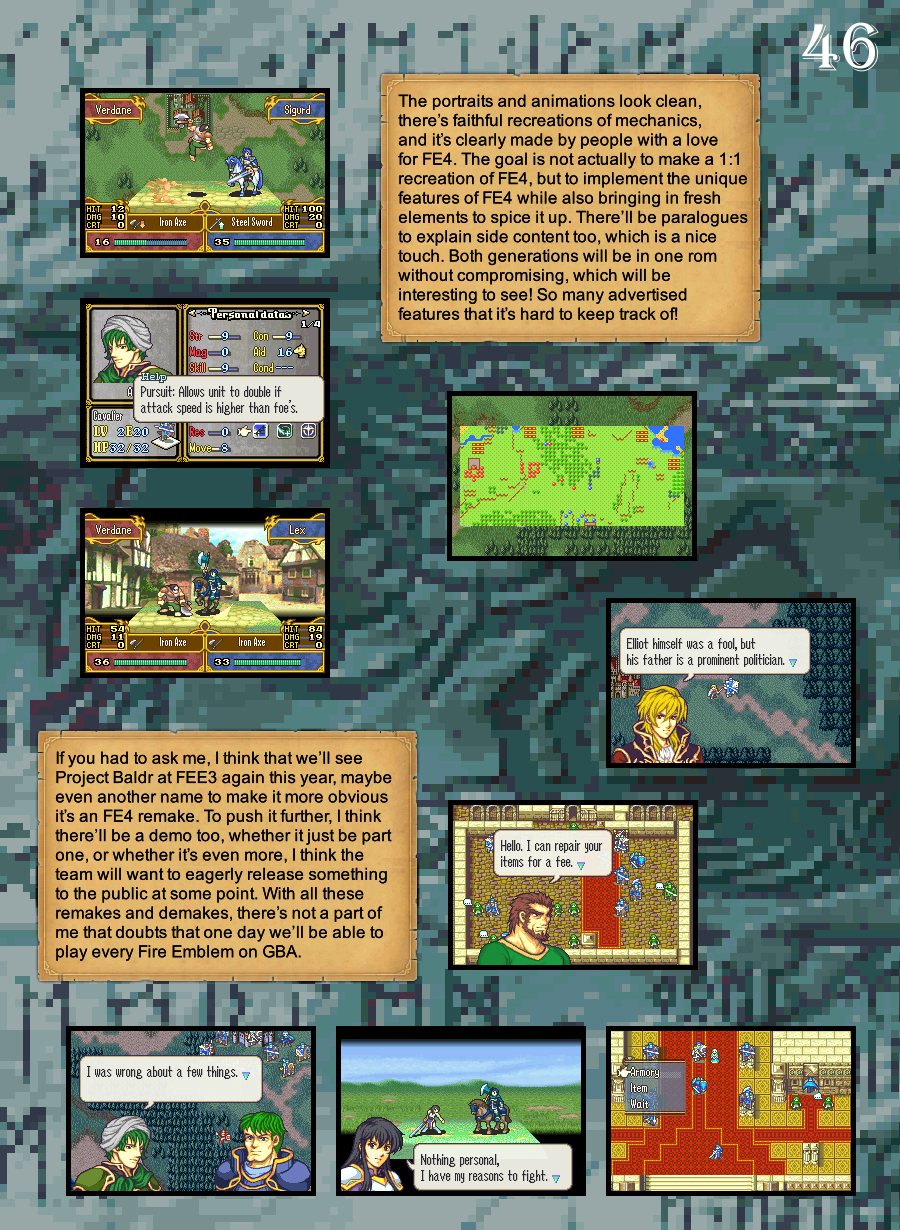 46
Verdane
Sigurd
HIT 12
DMG 10
CRT 0
Iron Axe
Steel Sword
HIT 100
DMG 20
CRT 0
16
35
The portraits and animations look clean,
there's faithful recreations of mechanics,
and it's clearly made by people with a love
for FE4. The goal is not actually to make a 1:1
recreation of FE4, but to implement the unique
features of FE4 while also bringing in fresh
elements to spice it up. There'll be paralogues
to explain side content too, which is a nice
touch. Both generations will be in one rom
without compromising, which will be
interesting to see! So many advertised
features that it's hard to keep track of!
Personal data
1/4
Str 9
Con 9
Mag 0
Aid 16
Skill 9
Cond ---
Help
Pursuit: Allows unit to double if
attack speed is higher than foe's.
Cavalier
LV 2 E 20
HP 32/32
Res 0
Move 8
Verdane
Lex
HIT 54
DMG 11
CRT 0
Iron Axe
Iron Axe
HIT 84
DMG 19
CRT 0
36
33
Elliot himself was a fool, but
his father is a prominent politician.
If you had to ask me, I think that we'll see
Project Baldr at FEE3 again this year, maybe
even another name to make it more obvious
it's an FE4 remake. To push it further, I think
there'll be a demo too, whether it just be part
one, or whether it's even more, I think the
team will want to eagerly release something
to the public at some point. With all these
remakes and demakes, there's not a part of
me that doubts that one day we'll be able to
play every Fire Emblem on GBA.
Hello. I can repair your
items for a fee.
I was wrong about a few things.
Nothing personal,
I have my reasons to fight.
Armory
Item
Wait